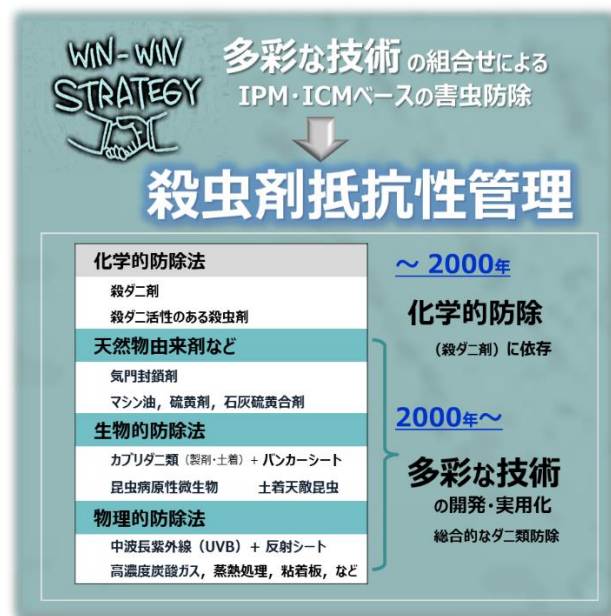 WIN-WIN
STRATEGY
多彩な技術 の組合せによる
IPM・ICMベースの害虫防除
殺虫剤抵抗性管理
化学的防除法
殺ダニ剤
殺ダニ活性のある殺虫剤
天然物由来剤など
気門封鎖剤
マシン油，硫黄剤，石灰硫黄合剤
生物的防除法
カブリダニ類（製剤・土着）+ バンカーシート
昆虫病原性微生物　　土着天敵昆虫
物理的防除法
中波長紫外線（UVB）+ 反射シート
高濃度炭酸ガス，蒸熱処理，粘着板，など
～ 2000年
化学的防除
（殺ダニ剤）に依存
2000年～
多彩な技術
の開発・実用化
総合的なダニ類防除